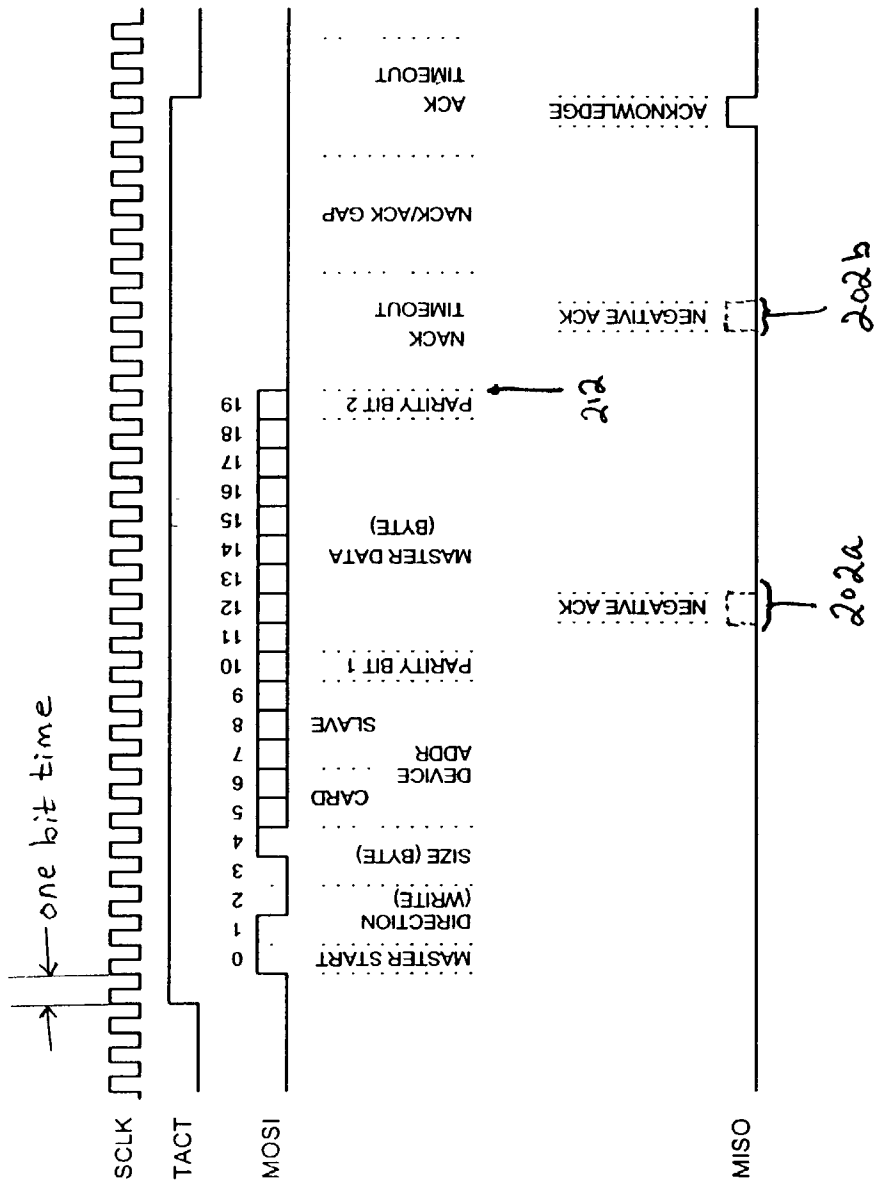 one bit time
SCLK
TACT
MOSI
0
1
2
3
4
5
6
7
8
9
10
11
12
13
14
15
16
17
18
19
MASTER START
DIRECTION
(WRITE)
SIZE (BYTE)
CARD
DEVICE
ADDR
SLAVE
PARITY BIT 1
MASTER DATA
(BYTE)
PARITY BIT 2
NACK
TIMEOUT
NACK/ACK GAP
ACK
TIMEOUT
212
NEGATIVE ACK
NEGATIVE ACK
ACKNOWLEDGE
MISO
202a
202b